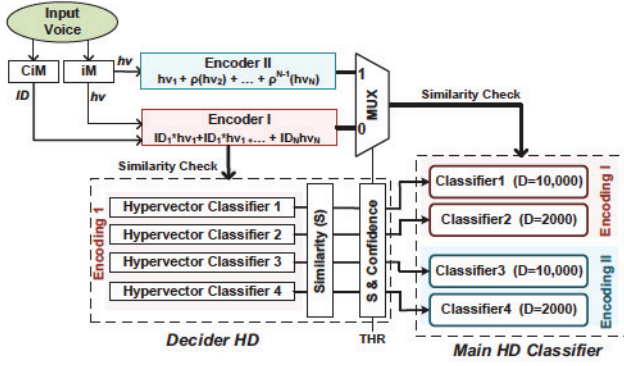 Input
Voice
CiM
iM
hv
ID
hv
Encoder II
hv₁ + ρ(hv₂) + ... + ρᴺ⁻¹(hv_N)
Encoder I
ID₁*hv₁+ID₁*hv₁₊... + ID_Nhv_N
1
0
MUX
Similarity Check
Similarity Check
Encoding 1
Hypervector Classifier 1
Hypervector Classifier 2
Hypervector Classifier 3
Hypervector Classifier 4
Similarity (S)
S & Confidence
THR
Decider HD
Classifier1 (D=10,000)
Classifier2 (D=2000)
Encoding I
Classifier3 (D=10,000)
Classifier4 (D=2000)
Encoding II
Main HD Classifier